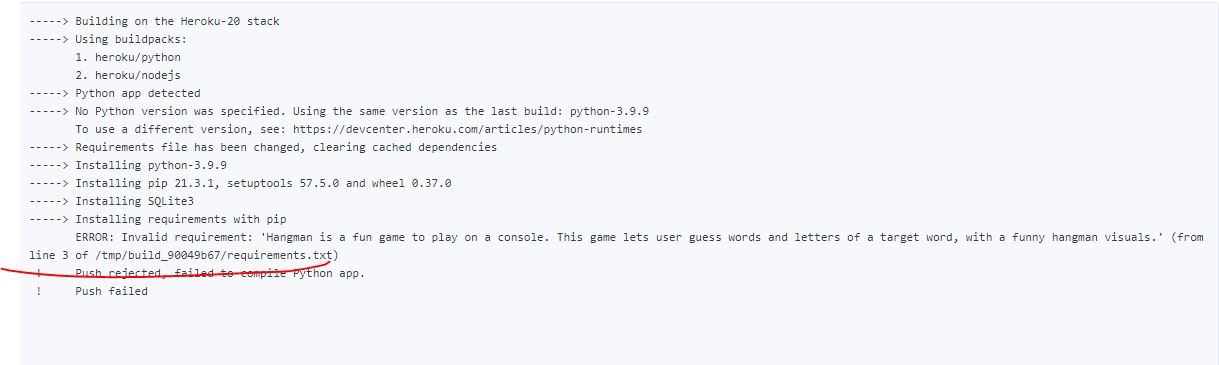 -----> Building on the Heroku-20 stack
-----> Using buildpacks:
       1. heroku/python
       2. heroku/nodejs
-----> Python app detected
-----> No Python version was specified. Using the same version as the last build: python-3.9.9
       To use a different version, see: https://devcenter.heroku.com/articles/python-runtimes
-----> Requirements file has been changed, clearing cached dependencies
-----> Installing python-3.9.9
-----> Installing pip 21.3.1, setuptools 57.5.0 and wheel 0.37.0
-----> Installing SQLite3
-----> Installing requirements with pip
       ERROR: Invalid requirement: 'Hangman is a fun game to play on a console. This game lets user guess words and letters of a target word, with a funny hangman visuals.' (from
line 3 of /tmp/build_90049b67/requirements.txt)
 !     Push rejected, failed to compile Python app.
 !     Push failed